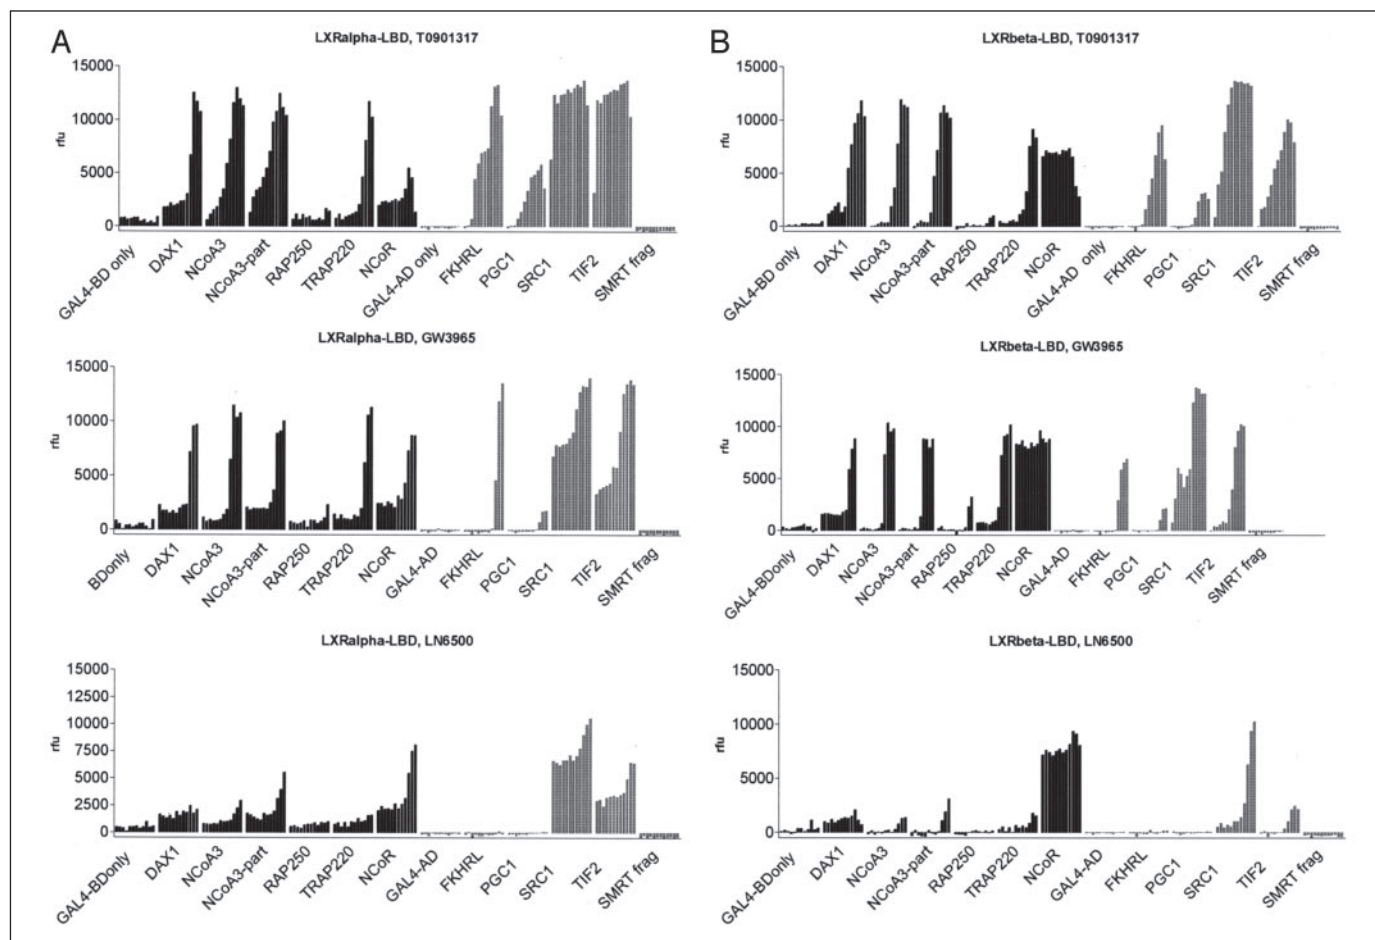 A
LXRalpha-LBD, T0901317
15000
10000
5000
0
rfu
GAL4-BD only
DAX1
NCoA3
NCoA3-part
RAP250
TRAP220
NCoR
GAL4-AD only
FKHRL
PGC1
SRC1
TIF2
SMRT frag
B
LXRbeta-LBD, T0901317
15000
10000
5000
0
rfu
GAL4-BD only
DAX1
NCoA3
NCoA3-part
RAP250
TRAP220
NCoR
GAL4-AD only
FKHRL
PGC1
SRC1
TIF2
SMRT frag
LXRalpha-LBD, GW3965
15000
10000
5000
0
rfu
BDonly
DAX1
NCoA3
NCoA3-part
RAP250
TRAP220
NCoR
GAL4-AD
FKHRL
PGC1
SRC1
TIF2
SMRT frag
LXRbeta-LBD, GW3965
15000
10000
5000
0
rfu
GAL4-BDonly
DAX1
NCoA3
NCoA3-part
RAP250
TRAP220
NCoR
GAL4-AD
FKHRL
PGC1
SRC1
TIF2
SMRT frag
LXRalpha-LBD, LN6500
15000
12500
10000
7500
5000
2500
0
rfu
GAL4-BDonly
DAX1
NCoA3
NCoA3-part
RAP250
TRAP220
NCoR
GAL4-AD
FKHRL
PGC1
SRC1
TIF2
SMRT frag
LXRbeta-LBD, LN6500
15000
10000
5000
0
rfu
GAL4-BDonly
DAX1
NCoA3
NCoA3-part
RAP250
TRAP220
NCoR
GAL4-AD
FKHRL
PGC1
SRC1
TIF2
SMRT frag